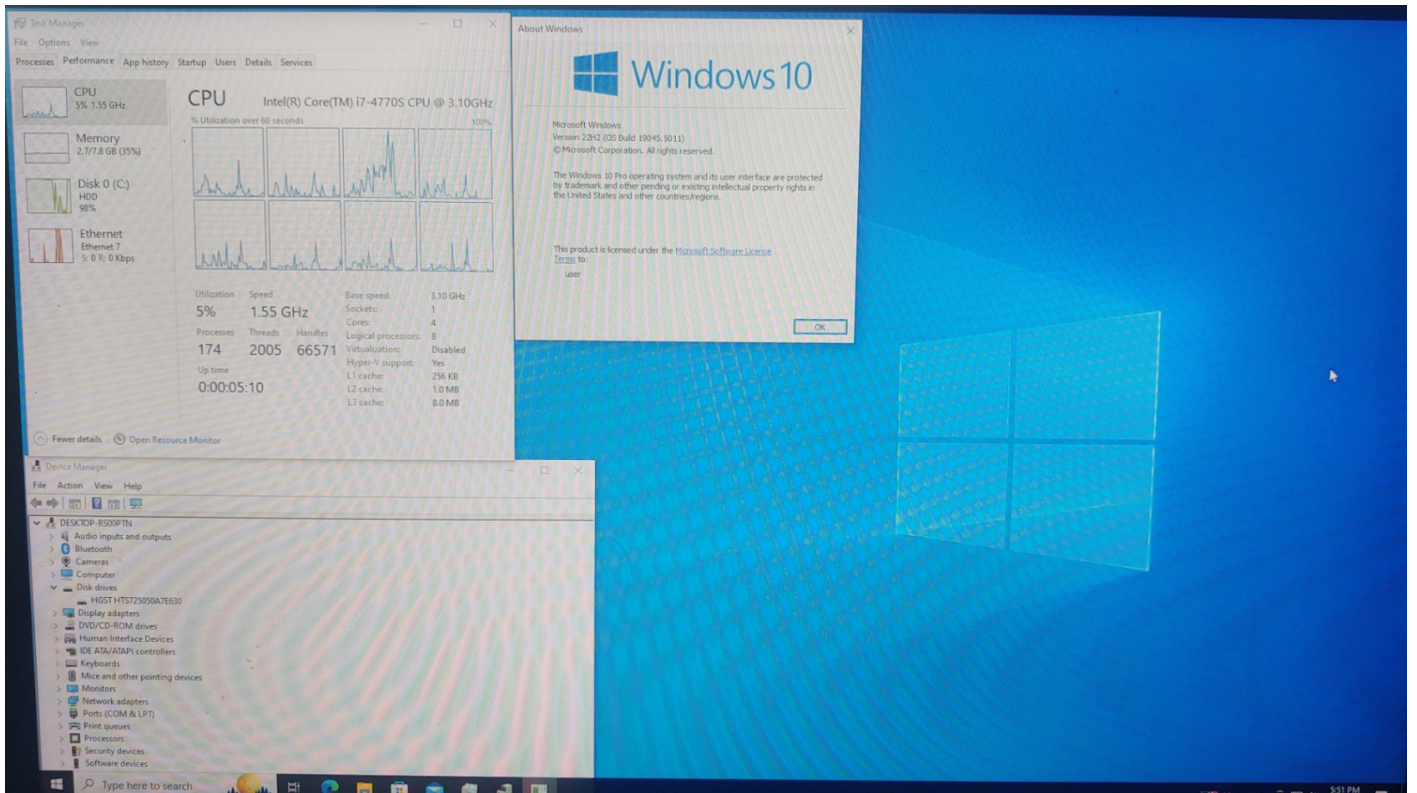 Task Manager
File Options View
Processes Performance App history Startup Users Details Services
CPU
5% 1.55 GHz
Memory
2.7/7.8 GB (35%)
Disk 0 (C:)
HDD
98%
Ethernet
Ethernet 7
S: 0 R: 0 Kbps
CPU Intel(R) Core(TM) i7-4770S CPU @ 3.10GHz
% Utilization over 60 seconds 100%
Utilization Speed
5% 1.55 GHz
Processes Threads Handles
174 2005 66571
Up time
0:00:05:10
Base speed: 3.10 GHz
Sockets: 1
Cores: 4
Logical processors: 8
Virtualization: Disabled
Hyper-V support: Yes
L1 cache: 256 KB
L2 cache: 1.0 MB
L3 cache: 8.0 MB
Fewer details Open Resource Monitor
About Windows
Windows 10
Microsoft Windows
Version 22H2 (OS Build 19045.5011)
© Microsoft Corporation. All rights reserved.
The Windows 10 Pro operating system and its user interface are protected
by trademark and other pending or existing intellectual property rights in
the United States and other countries/regions.
This product is licensed under the Microsoft Software License
Terms to:
user
OK
Device Manager
File Action View Help
DESKTOP-RS00PTN
Audio inputs and outputs
Bluetooth
Cameras
Computer
Disk drives
HGST HTS725050A7E630
Display adapters
DVD/CD-ROM drives
Human Interface Devices
IDE ATA/ATAPI controllers
Keyboards
Mice and other pointing devices
Monitors
Network adapters
Ports (COM & LPT)
Print queues
Processors
Security devices
Software devices
Type here to search
5:51 PM